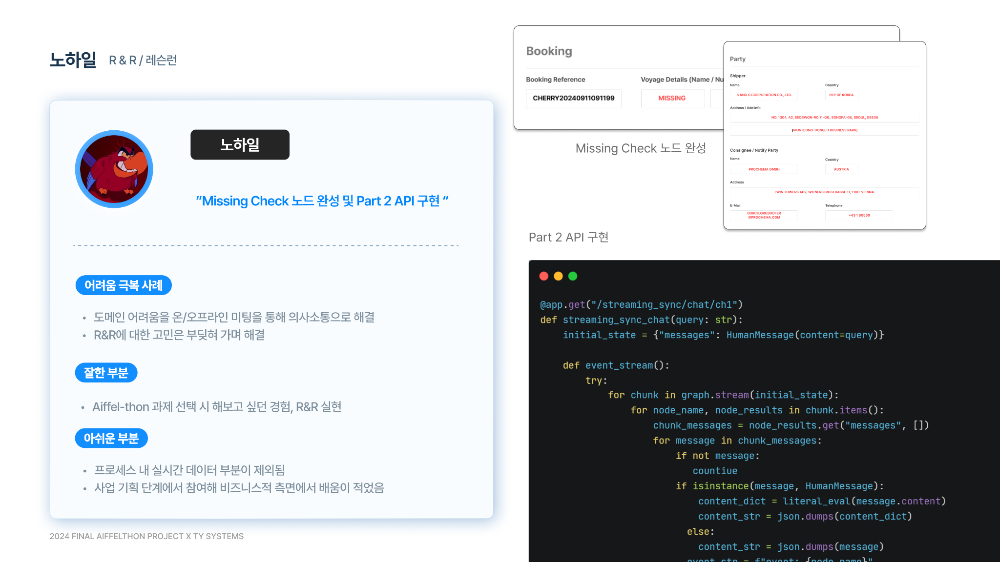 노하일 R & R / 레슨런
노하일
“Missing Check 노드 완성 및 Part 2 API 구현 ”
어려움 극복 사례
• 도메인 어려움을 온/오프라인 미팅을 통해 의사소통으로 해결
• R&R에 대한 고민은 부딪혀 가며 해결
잘한 부분
• Aiffel-thon 과제 선택 시 해보고 싶던 경험, R&R 실현
아쉬운 부분
• 프로세스 내 실시간 데이터 부분이 제외됨
• 사업 기획 단계에서 참여해 비즈니스적 측면에서 배움이 적었음
2024 FINAL AIFFELTHON PROJECT X TY SYSTEMS
Booking
Booking Reference Voyage Details (Name / Nu
CHERRY20240911091199 MISSING
Missing Check 노드 완성
Party
Shipper
Name Country
S AND C CORPORATION CO., LTD. REP OF KOREA
Address / Add Info
NO. 1304, A2, BEOBWON-RO 11-GIL, SONGPA-GU, SEOUL, 05836
(MUNJEONG-DONG, H BUSINESS PARK)
Consignee / Notify Party
Name Country
PROCHEMA GMBH AUSTRIA
Address
TWIN TOWERS A02, WIENERBERGSTRASSE 11, 1100-VIENNA
E-Mail Telephone
BURCU.GRUBHOFER
@PROCHEMA.COM +43 1 60560
Part 2 API 구현
@app.get("/streaming_sync/chat/ch1")
def streaming_sync_chat(query: str):
initial_state = {"messages": HumanMessage(content=query)}
def event_stream():
try:
for chunk in graph.stream(initial_state):
for node_name, node_results in chunk.items():
chunk_messages = node_results.get("messages", [])
for message in chunk_messages:
if not message:
countiue
if isinstance(message, HumanMessage):
content_dict = literal_eval(message.content)
content_str = json.dumps(content_dict)
else:
content_str = json.dumps(message)
event_str = f"event: {node_name}"